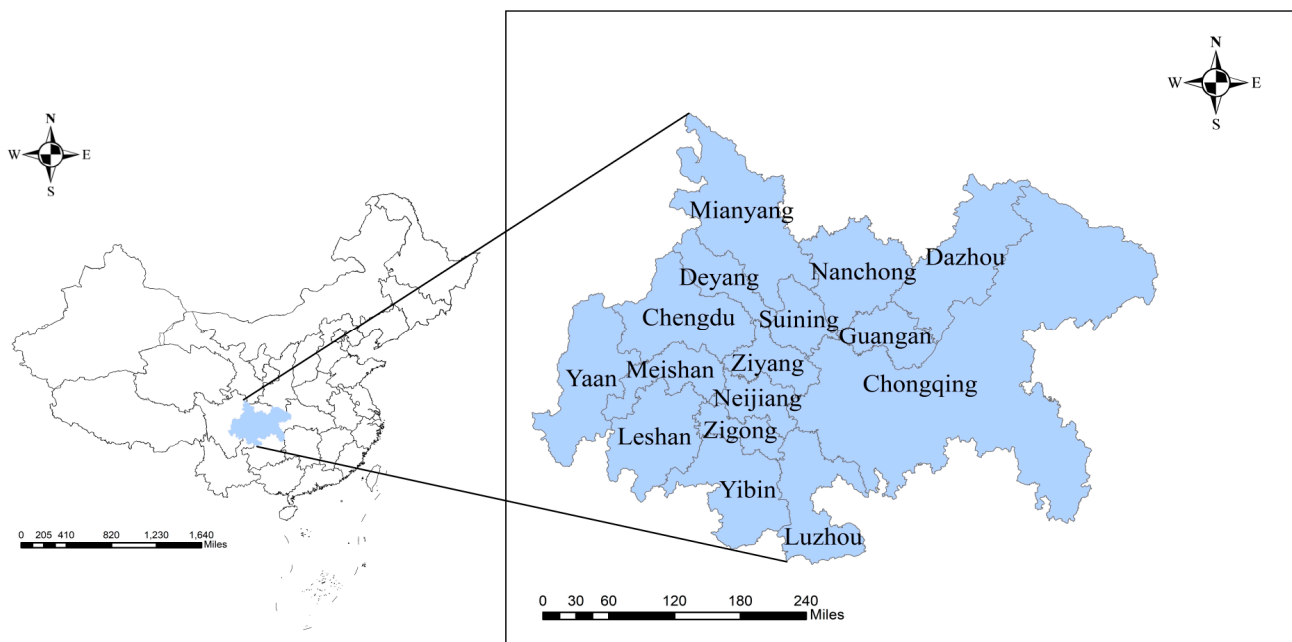 N
W E
S
0 205 410 820 1,230 1,640
Miles
N
W E
S
Mianyang
Dazhou
Nanchong
Deyang
Chengdu
Suining
Guangan
Ziyang
Meishan
Yaan
Chongqing
Neijiang
Leshan
Zigong
Yibin
Luzhou
0 30 60 120 180 240
Miles